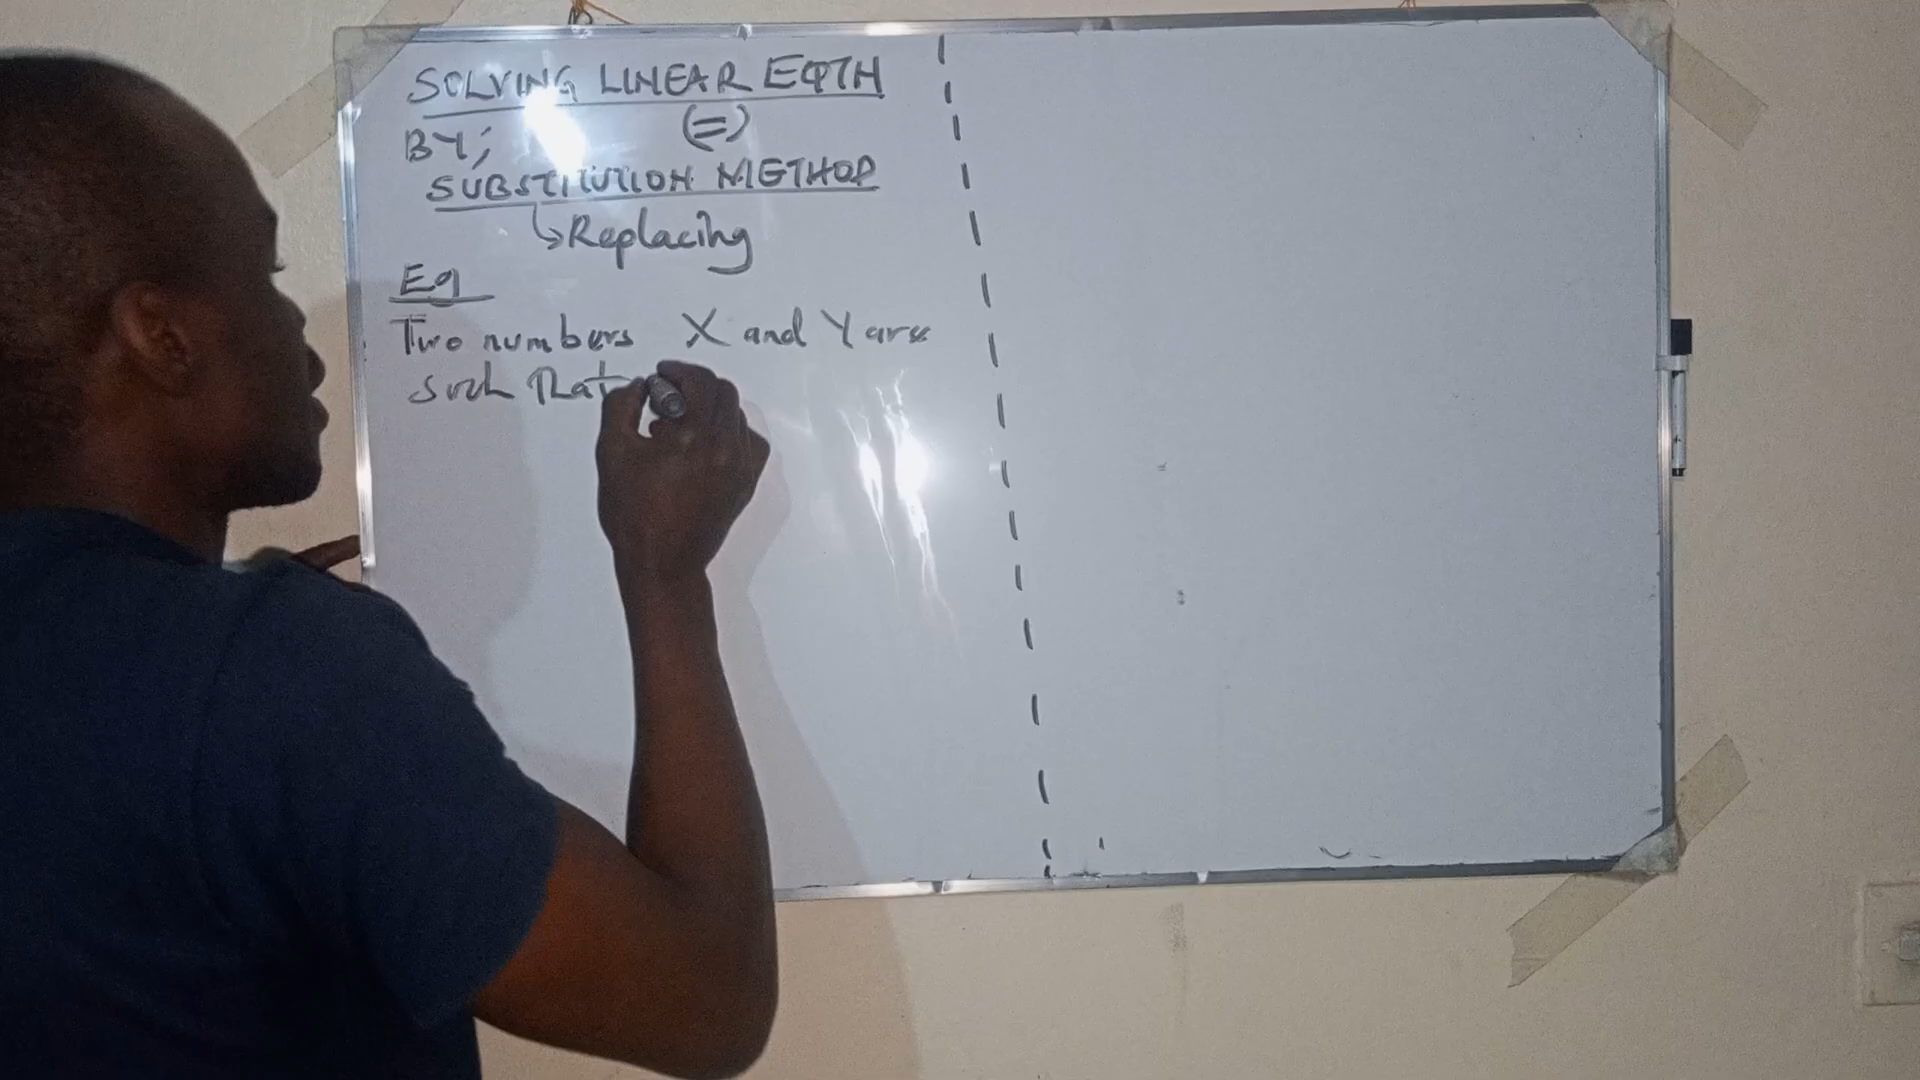 SOLVING LINEAR EQTN
BY; (=)
SUBSTITUTION METHOD
↳Replacing
Eg
Two numbers X and Y are
such that